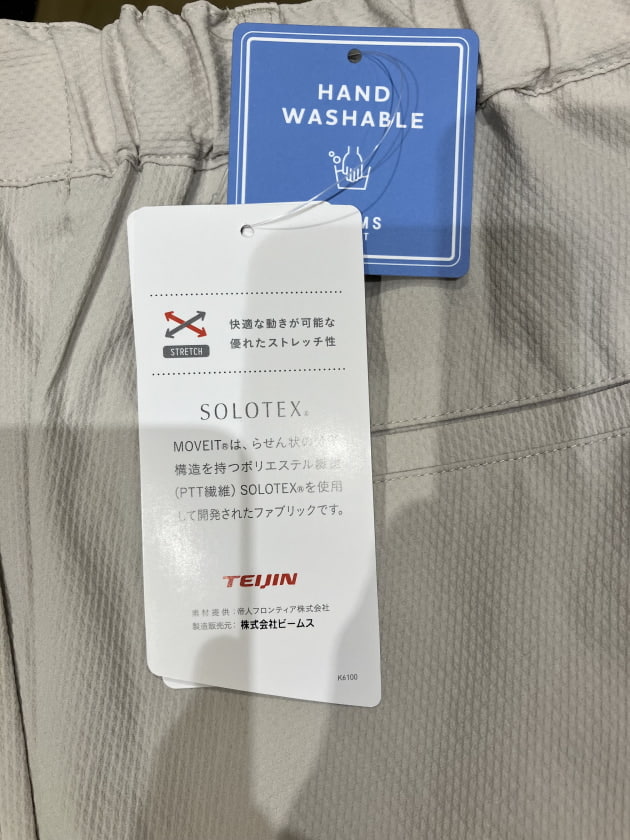 HAND
WASHABLE
MS
T
快適な動きが可能な
優れたストレッチ性
STRETCH
SOLOTEX®
MOVEIT®は、らせん状の
構造を持つポリエステル繊維
(PTT繊維) SOLOTEX®を使用
して開発されたファブリックです。
TEIJIN
素材提供：帝人フロンティア株式会社
製造販売元：株式会社ビームス
K6100